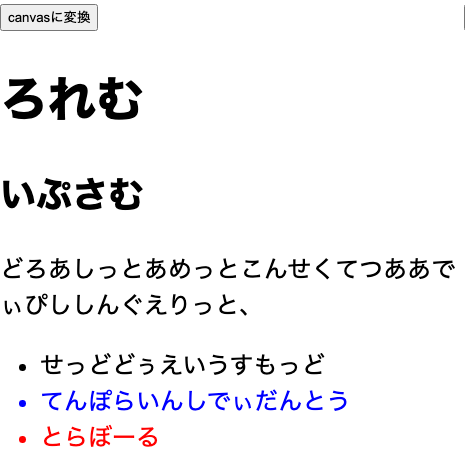 canvasに変換
ろれむ
いぷさむ
どろあしっとあめっとこんせくてつああで
ぃぴししんぐえりっと、
せっどどぅえいうすもっど
てんぽらいんしでぃだんとう
とらぼーる